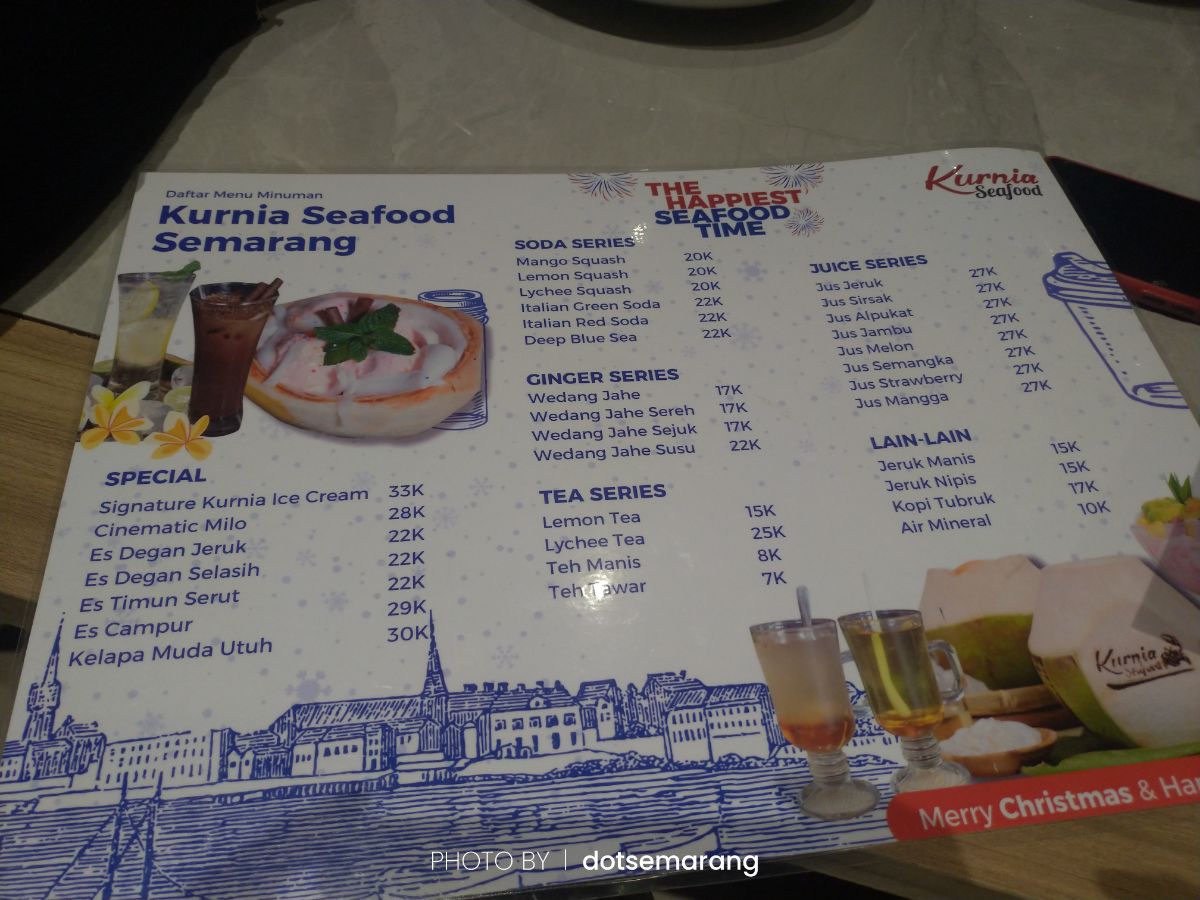 Daftar Menu Minuman
Kurnia Seafood
Semarang
THE
HAPPIEST
SEAFOOD
TIME
Kurnia
Seafood
SPECIAL
Signature Kurnia Ice Cream 33K
Cinematic Milo 28K
Es Degan Jeruk 22K
Es Degan Selasih 22K
Es Timun Serut 22K
Es Campur 29K
Kelapa Muda Utuh 30K
SODA SERIES
Mango Squash 20K
Lemon Squash 20K
Lychee Squash 20K
Italian Green Soda 22K
Italian Red Soda 22K
Deep Blue Sea 22K
GINGER SERIES
Wedang Jahe 17K
Wedang Jahe Sereh 17K
Wedang Jahe Sejuk 17K
Wedang Jahe Susu 22K
TEA SERIES
Lemon Tea 15K
Lychee Tea 25K
Teh Manis 8K
Teh Tawar 7K
JUICE SERIES
Jus Jeruk 27K
Jus Sirsak 27K
Jus Alpukat 27K
Jus Jambu 27K
Jus Melon 27K
Jus Semangka 27K
Jus Strawberry 27K
Jus Mangga 27K
LAIN-LAIN
Jeruk Manis 15K
Jeruk Nipis 15K
Kopi Tubruk 17K
Air Mineral 10K
Kurnia
Seafood
Merry Christmas & Ha
PHOTO BY | dotsemarang